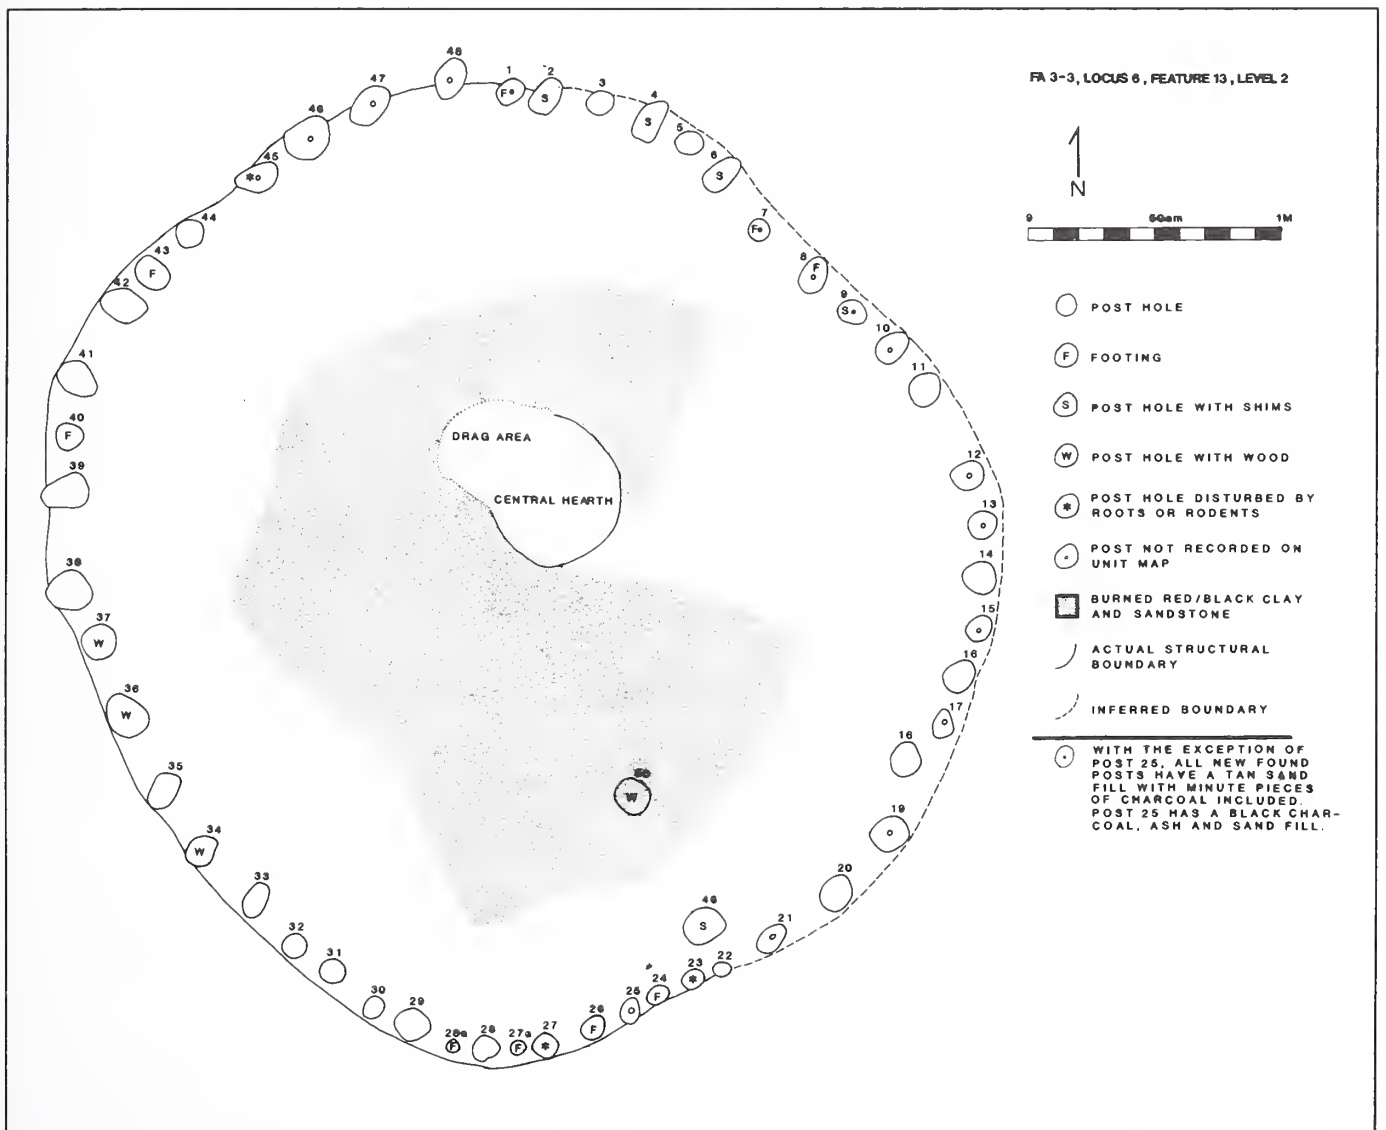 FA 3-3, LOCUS 6, FEATURE 13, LEVEL 2
N
9 50cm 1M
POST HOLE
F FOOTING
S POST HOLE WITH SHIMS
W POST HOLE WITH WOOD
* POST HOLE DISTURBED BY
ROOTS OR RODENTS
POST NOT RECORDED ON
UNIT MAP
BURNED RED/BLACK CLAY
AND SANDSTONE
ACTUAL STRUCTURAL
BOUNDARY
INFERRED BOUNDARY
WITH THE EXCEPTION OF
POST 25, ALL NEW FOUND
POSTS HAVE A TAN SAND
FILL WITH MINUTE PIECES
OF CHARCOAL INCLUDED.
POST 25 HAS A BLACK CHAR-
COAL, ASH AND SAND FILL.
DRAG AREA
CENTRAL HEARTH
1
F
2
S
3
4
S
5
6
S
7
F
8
F
9
S
10
11
12
13
14
15
16
17
16
19
20
21
22
23
*
24
F
25
26
F
27
*
27a
F
28
28a
F
29
30
31
32
33
34
W
35
36
W
37
W
38
39
40
F
41
42
43
F
44
45
*
46
47
48
46
S
50
W